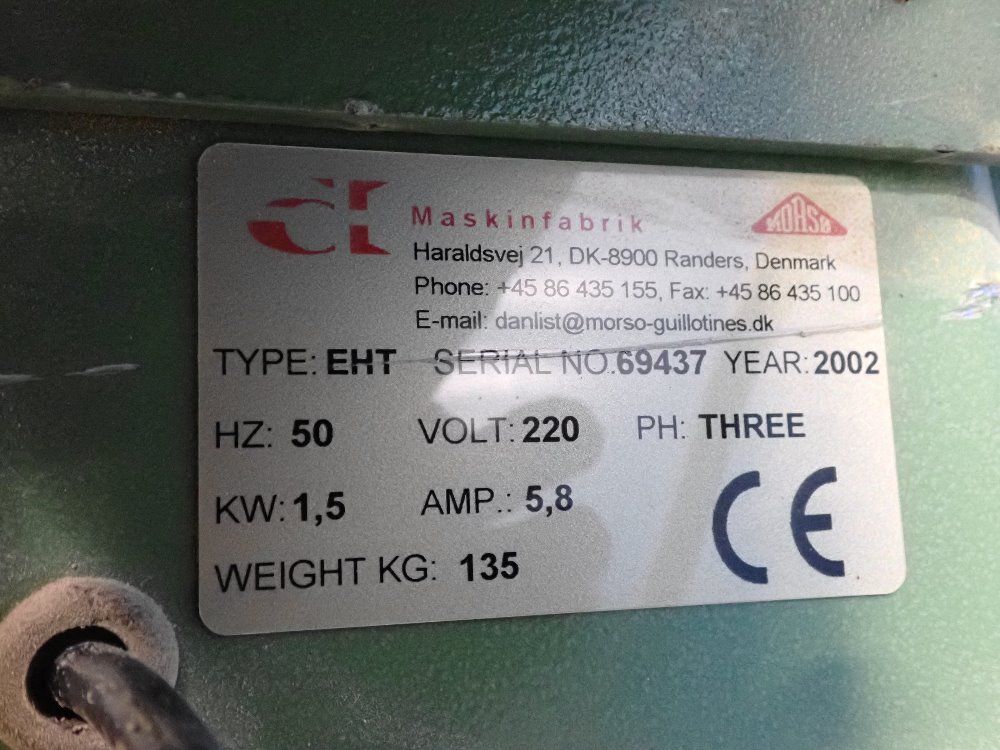 Maskinfabrik
MORSØ
Haraldsvej 21, DK-8900 Randers, Denmark
Phone: +45 86 435 155, Fax: +45 86 435 100
E-mail: danlist@morso-guillotines.dk
TYPE: EHT SERIAL NO.69437 YEAR: 2002
HZ: 50 VOLT: 220 PH: THREE
KW: 1,5 AMP.: 5,8
WEIGHT KG: 135
CE